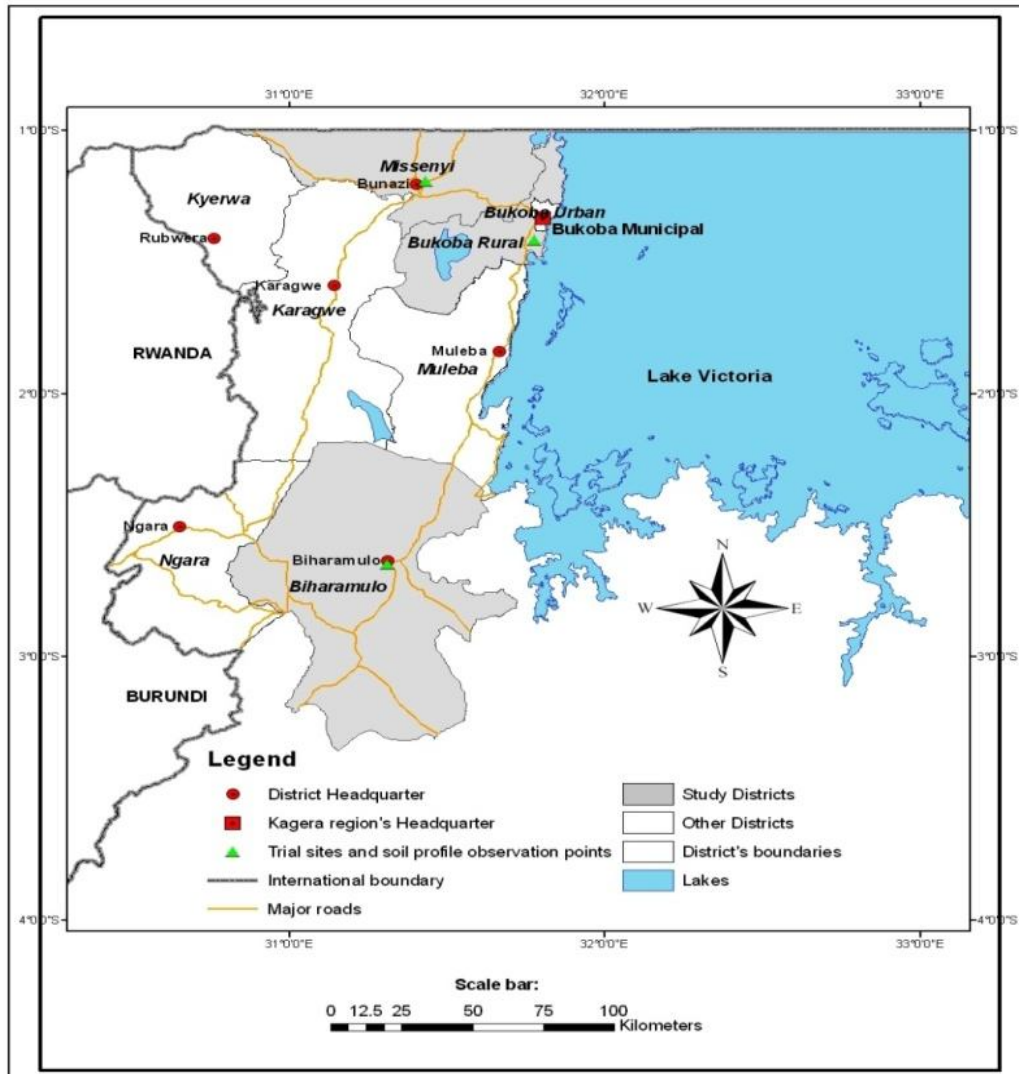 31°0'0"E 32°0'0"E 33°0'0"E
1°0'0"S 1°0'0"S
Missenyi
Bunazi
Kyerwa
Bukoba Urban
Bukoba Municipal
Rubwera
Bukoba Rural
Karagwe
Karagwe
RWANDA
Muleba
Muleba
Lake Victoria
2°0'0"S 2°0'0"S
Ngara
Ngara
Biharamulo
Biharamulo
N
W E
S
3°0'0"S 3°0'0"S
BURUNDI
Legend
District Headquarter
Kagera region's Headquarter
Trial sites and soil profile observation points
International boundary
Major roads
Study Districts
Other Districts
District's boundaries
Lakes
4°0'0"S 4°0'0"S
31°0'0"E 32°0'0"E 33°0'0"E
Scale bar:
0 12.5 25 50 75 100
Kilometers